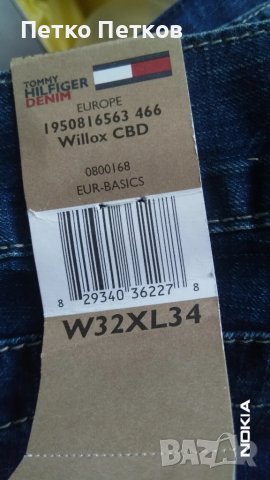 Петко Петков
TOMMY
HILFIGER
DENIM
EUROPE
1950816563 466
Willox CBD
0800168
EUR-BASICS
8 29340 36227 8
W32XL34
NOKIA
BAZAR